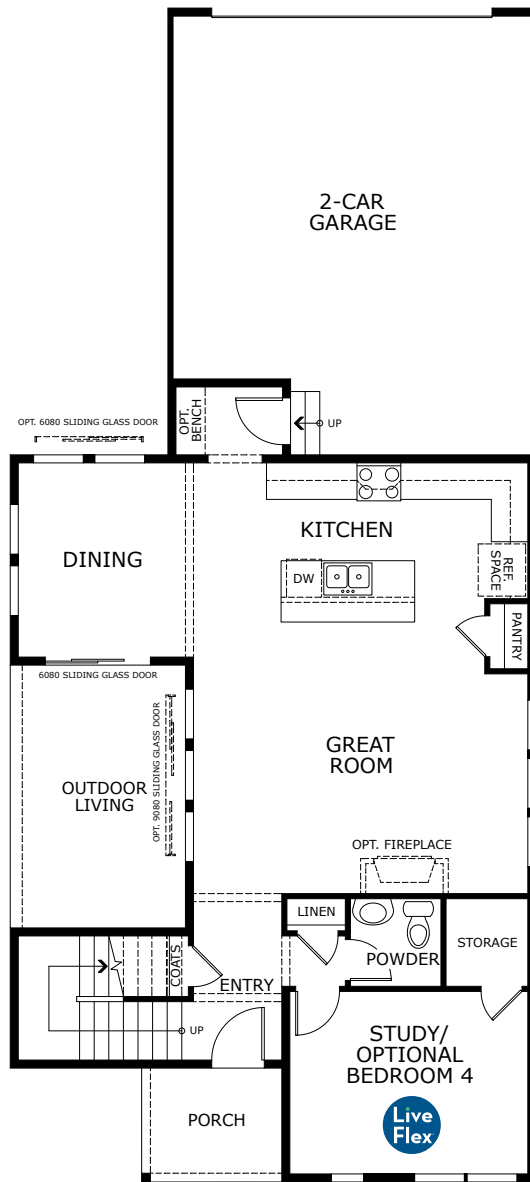 2-CAR
GARAGE
OPT.
BENCH
UP
OPT. 6080 SLIDING GLASS DOOR
KITCHEN
DINING
DW
REF.
SPACE
PANTRY
6080 SLIDING GLASS DOOR
OPT. 9080 SLIDING GLASS DOOR
GREAT
ROOM
OUTDOOR
LIVING
OPT. FIREPLACE
LINEN
COATS
POWDER
STORAGE
ENTRY
UP
STUDY/
OPTIONAL
BEDROOM 4
PORCH
Live
Flex